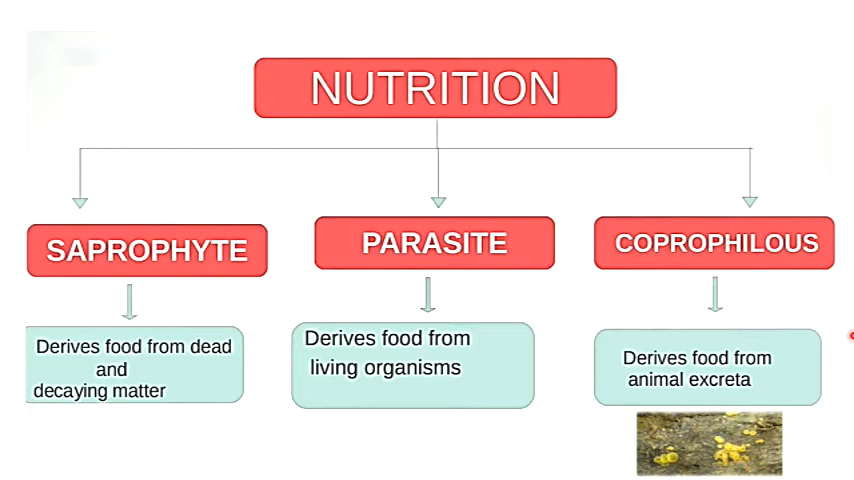 NUTRITION
SAPROPHYTE
PARASITE
COPROPHILOUS
Derives food from dead
and
decaying matter
Derives food from
living organisms
Derives food from
animal excreta